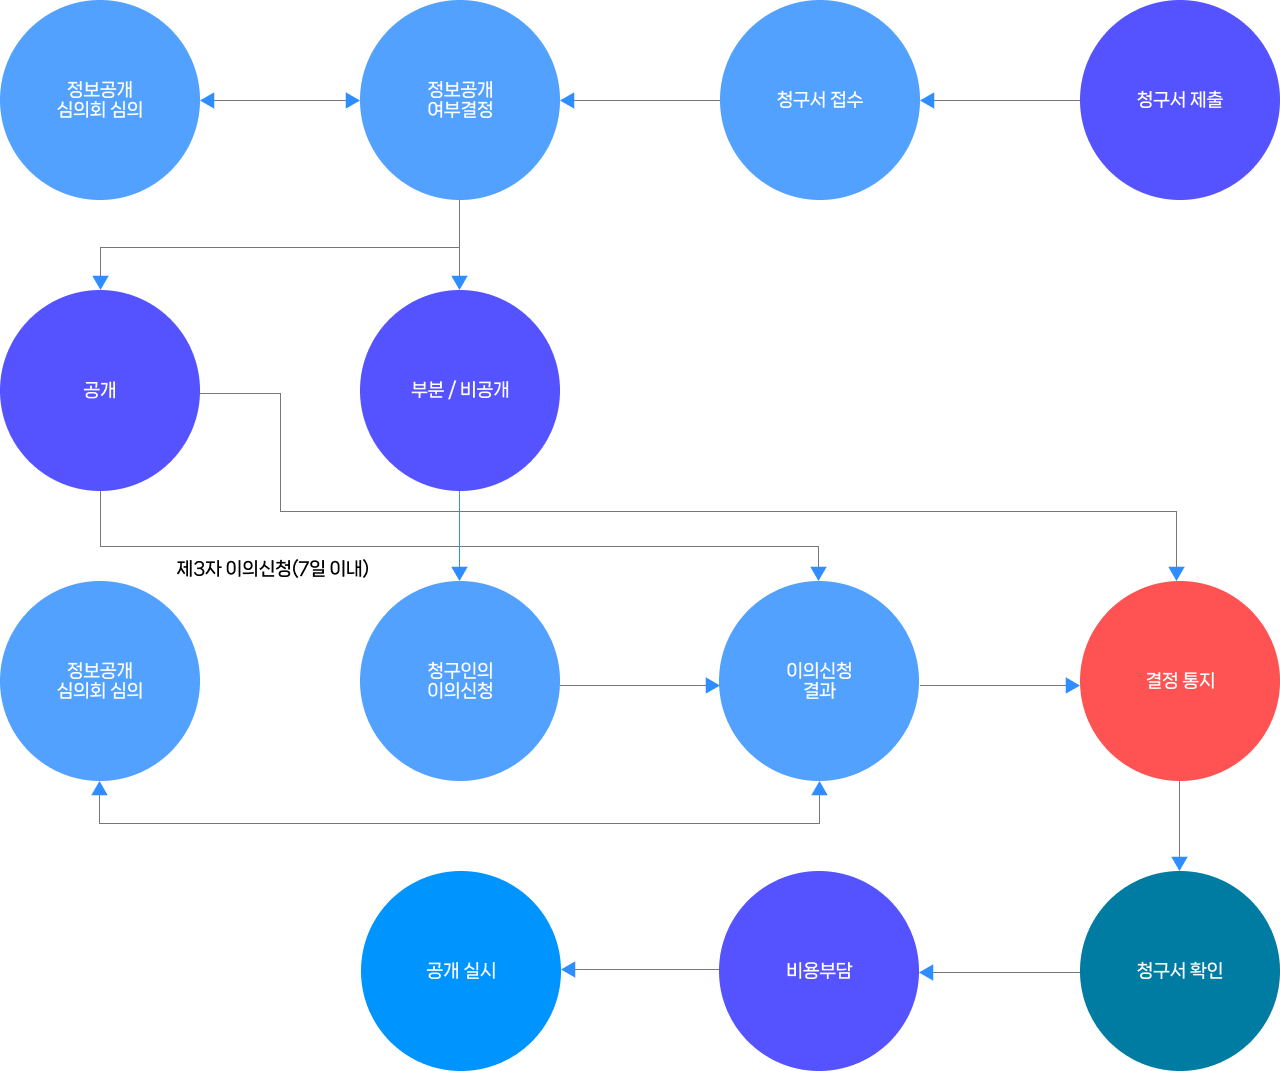 정보공개
심의회 심의
정보공개
여부결정
청구서 접수
청구서 제출
공개
부분 / 비공개
제3자 이의신청(7일 이내)
정보공개
심의회 심의
청구인의
이의신청
이의신청
결과
결정 통지
공개 실시
비용부담
청구서 확인